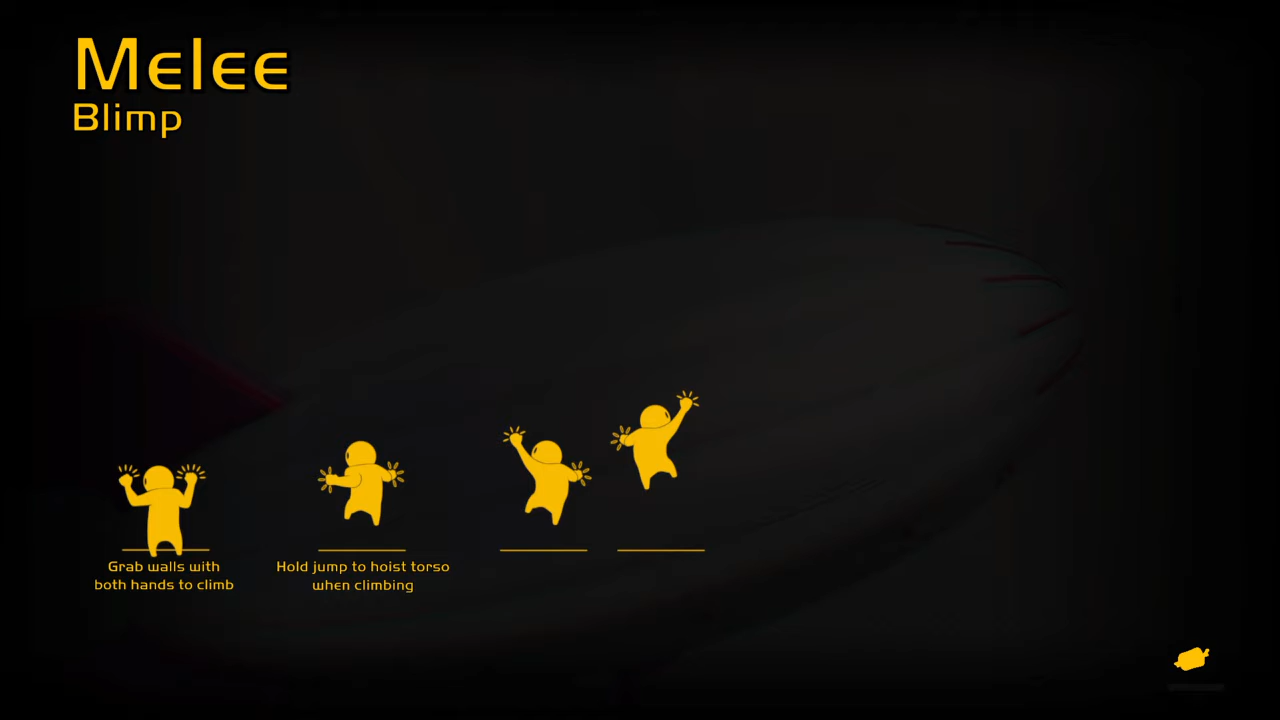 Melee
Blimp
Grab walls with
both hands to climb
Hold jump to hoist torso
when climbing